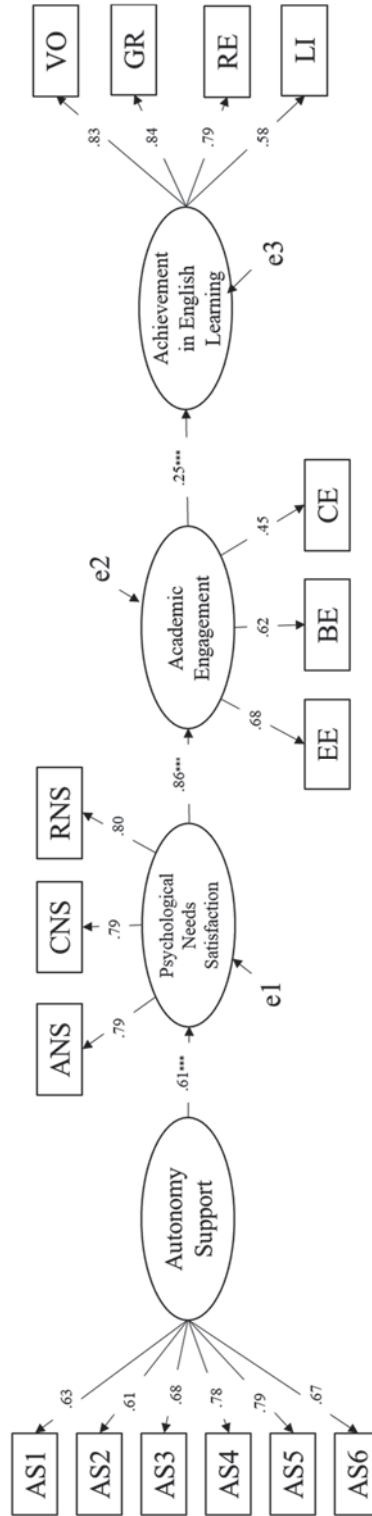 AS1
AS2
AS3
AS4
AS5
AS6
.63
.61
.68
.78
.79
.67
Autonomy
Support
.61***
ANS
CNS
RNS
.79
.79
.80
Psychological
Needs
Satisfaction
e1
.86***
e2
Academic
Engagement
.68
.62
.45
EE
BE
CE
.25***
Achievement
in English
Learning
e3
.83
.84
.79
.58
VO
GR
RE
LI